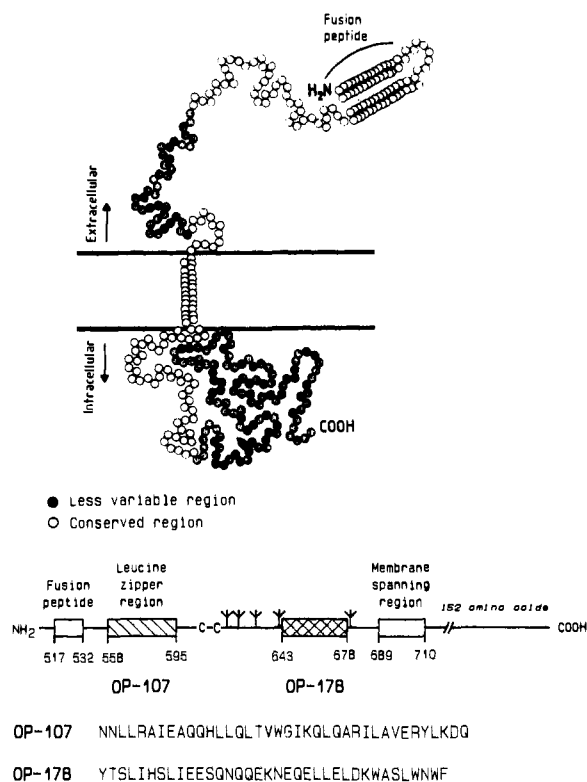 Fusion
peptide
H₂N
Extracellular
Intracellular
COOH
● Less variable region
○ Conserved region
Fusion peptide
Leucine zipper region
Membrane spanning region
NH₂
C-C
152 amino acids
COOH
517 532 558 595 643 678 689 710
OP-107 OP-178
OP-107 NNLLRAIEAQQHLLQLTVWGIKQLQARILAVERYLKDQ
OP-178 YTSLIHSLIEESQNQQEKNEQELLELDKWASLWNWF